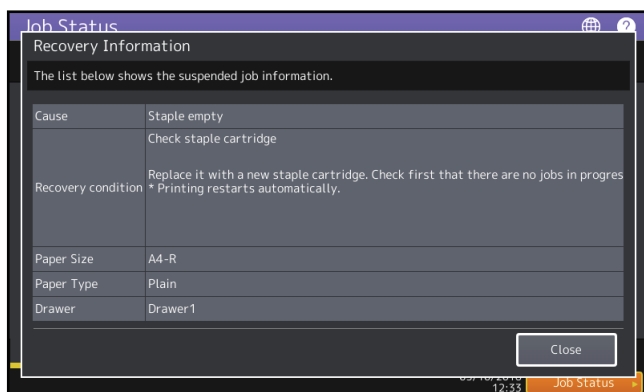 Job Status
?
Recovery Information
The list below shows the suspended job information.
Cause Staple empty
Check staple cartridge
Replace it with a new staple cartridge. Check first that there are no jobs in progres
Recovery condition * Printing restarts automatically.
Paper Size A4-R
Paper Type Plain
Drawer Drawer1
Close
12:33
Job Status